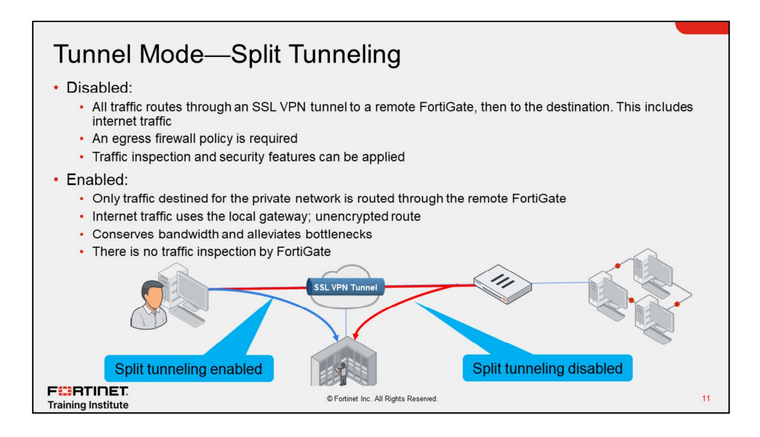 Tunnel Mode—Split Tunneling
• Disabled:
• All traffic routes through an SSL VPN tunnel to a remote FortiGate, then to the destination. This includes
internet traffic
• An egress firewall policy is required
• Traffic inspection and security features can be applied
• Enabled:
• Only traffic destined for the private network is routed through the remote FortiGate
• Internet traffic uses the local gateway; unencrypted route
• Conserves bandwidth and alleviates bottlenecks
• There is no traffic inspection by FortiGate
SSL VPN Tunnel
Split tunneling enabled
Split tunneling disabled
FORTINET
Training Institute
© Fortinet Inc. All Rights Reserved.
11